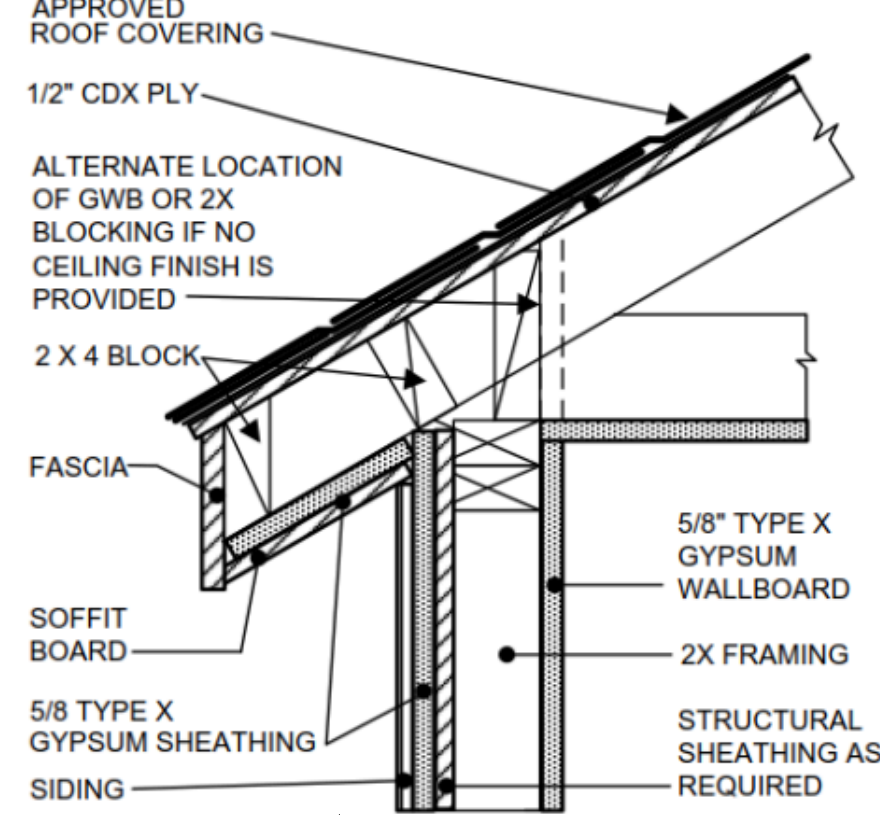 APPROVED
ROOF COVERING
1/2" CDX PLY
ALTERNATE LOCATION
OF GWB OR 2X
BLOCKING IF NO
CEILING FINISH IS
PROVIDED
2 X 4 BLOCK
FASCIA
SOFFIT
BOARD
5/8 TYPE X
GYPSUM SHEATHING
SIDING
5/8" TYPE X
GYPSUM
WALLBOARD
2X FRAMING
STRUCTURAL
SHEATHING AS
REQUIRED